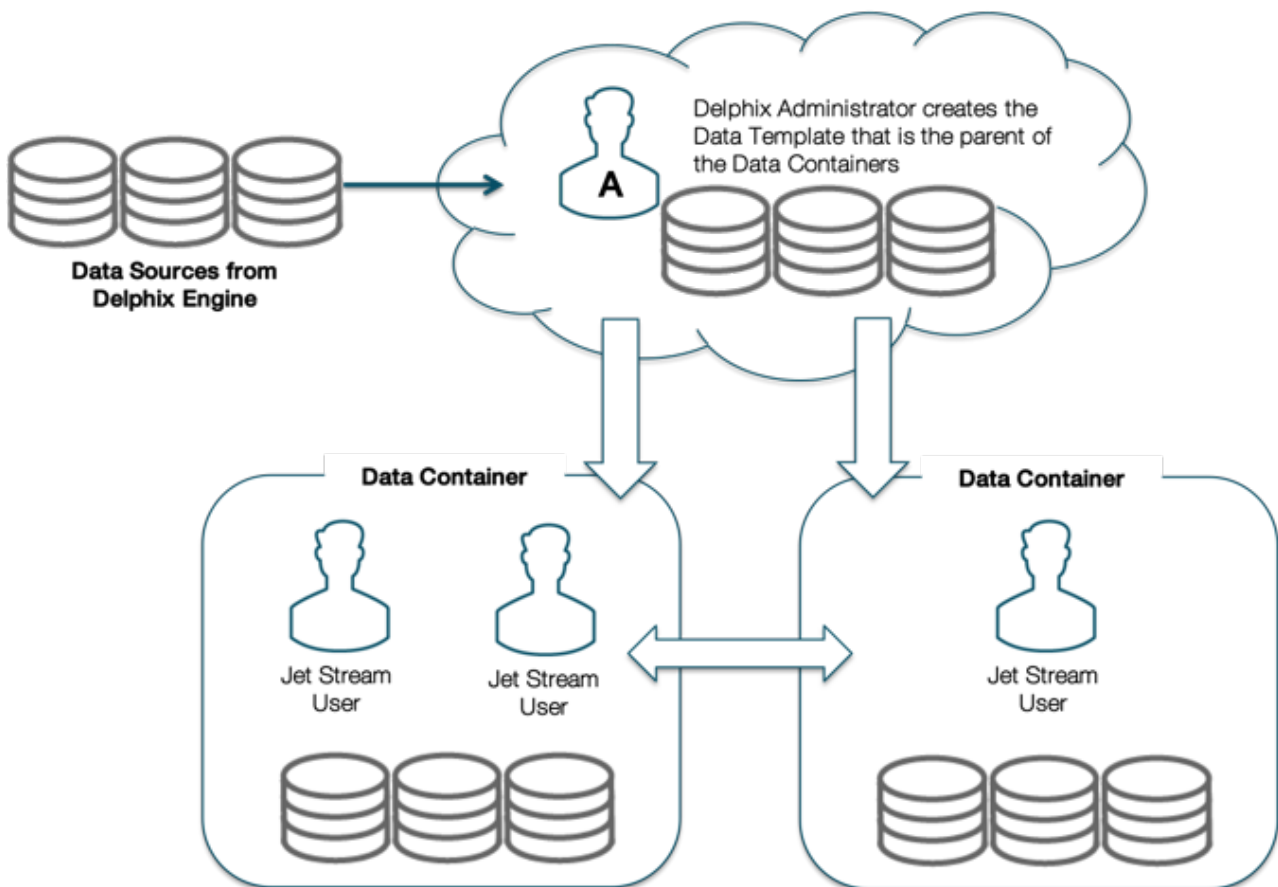 Delphix Administrator creates the
Data Template that is the parent of
the Data Containers
A
Data Sources from
Delphix Engine
Data Container
Jet Stream
User
Jet Stream
User
Data Container
Jet Stream
User